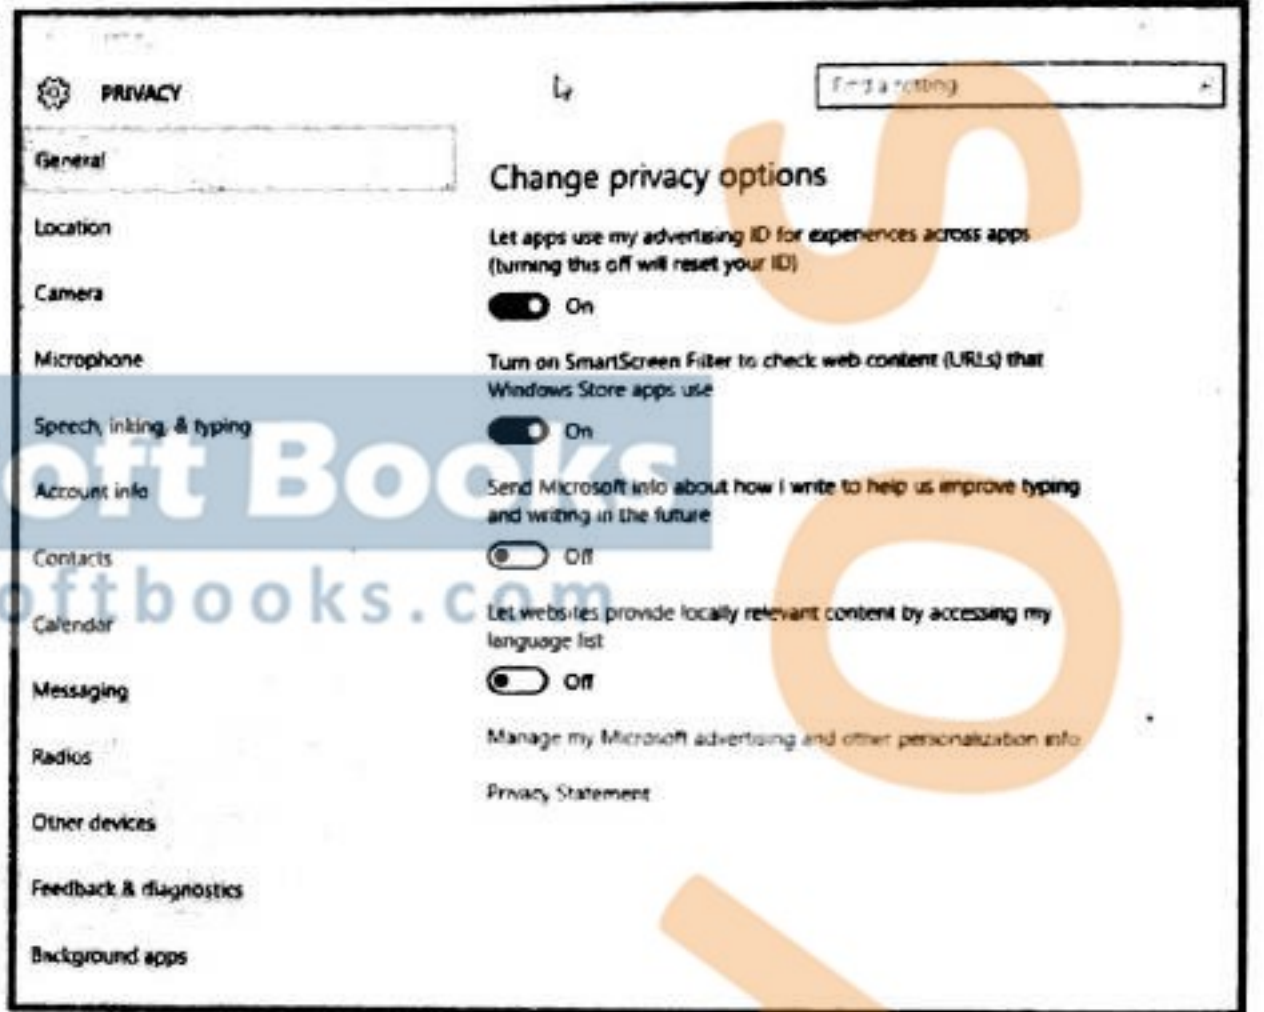 PRIVACY
Find a setting
General
Location
Camera
Microphone
Speech, inking, & typing
Account info
Contacts
Calendar
Messaging
Radios
Other devices
Feedback & diagnostics
Background apps
Change privacy options
Let apps use my advertising ID for experiences across apps
(turning this off will reset your ID)
On
Turn on SmartScreen Filter to check web content (URLs) that
Windows Store apps use
On
Send Microsoft info about how I write to help us improve typing
and writing in the future
Off
Let websites provide locally relevant content by accessing my
language list
Off
Manage my Microsoft advertising and other personalization info
Privacy Statement
oft Books
oftbooks.com
S
O